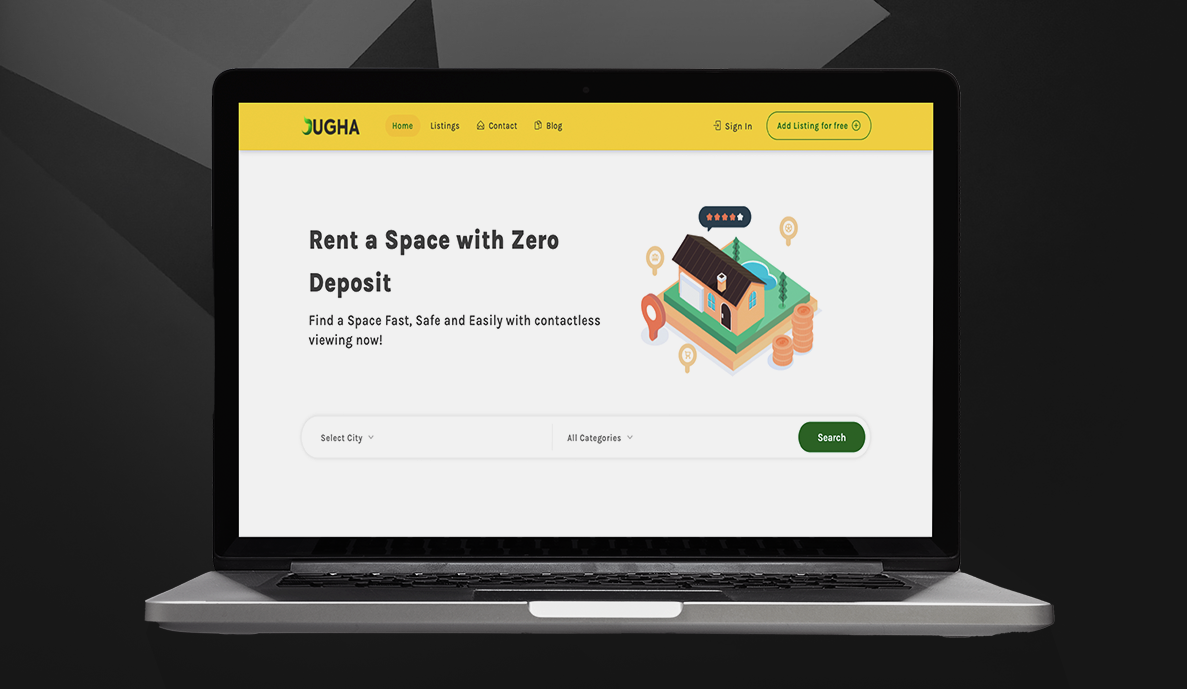 JUGHA
Home
Listings
Contact
Blog
Sign In
Add Listing for free
Rent a Space with Zero
Deposit
Find a Space Fast, Safe and Easily with contactless
viewing now!
Select City
All Categories
Search